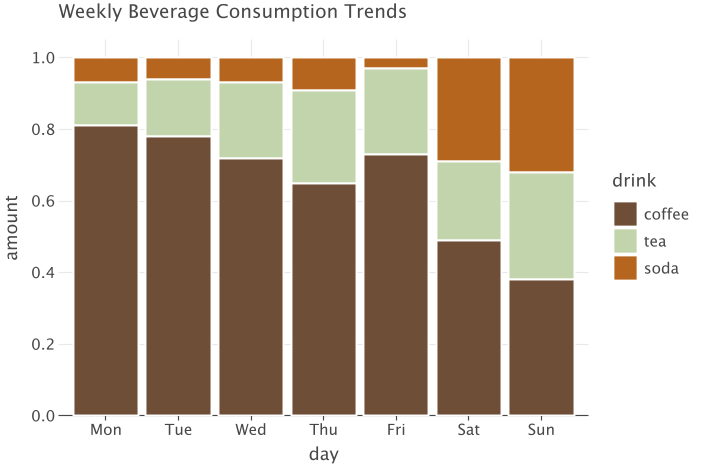 Weekly Beverage Consumption Trends
1.0
0.8
0.6
0.4
0.2
0.0
amount
Mon Tue Wed Thu Fri Sat Sun
day
drink
coffee
tea
soda